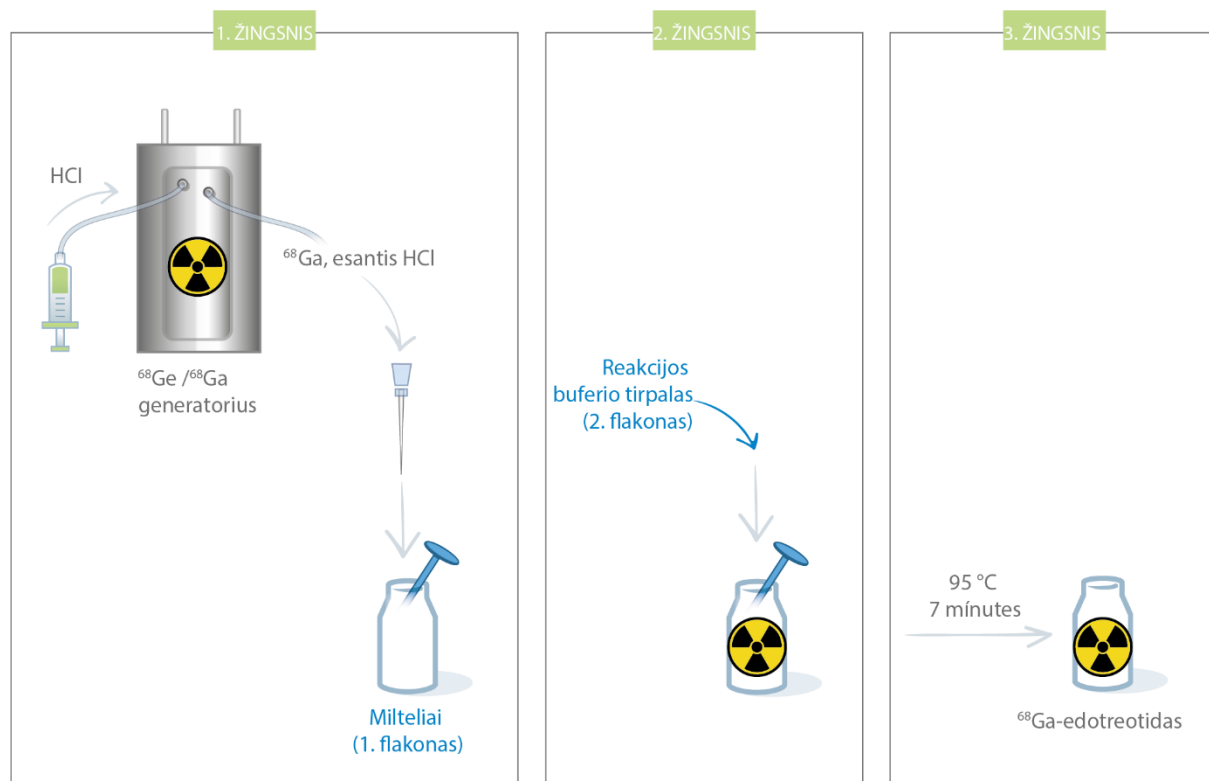 1. ŽINGSNIS
HCl
⁶⁸Ga, esantis HCl
⁶⁸Ge /⁶⁸Ga
generatorius
Milteliai
(1. flakonas)
2. ŽINGSNIS
Reakcijos
buferio tirpalas
(2. flakonas)
3. ŽINGSNIS
95 °C
7 mínutes
⁶⁸Ga-edotreotidas